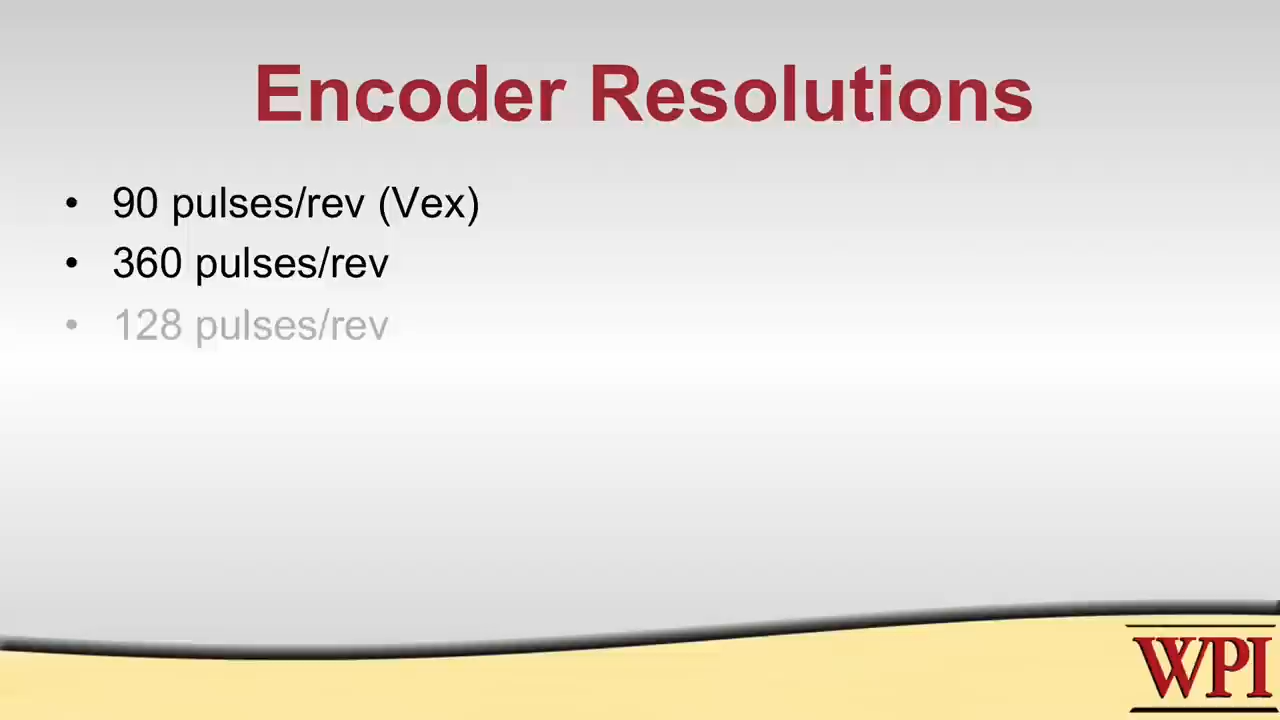 Encoder Resolutions
• 90 pulses/rev (Vex)
• 360 pulses/rev
• 128 pulses/rev
WPI